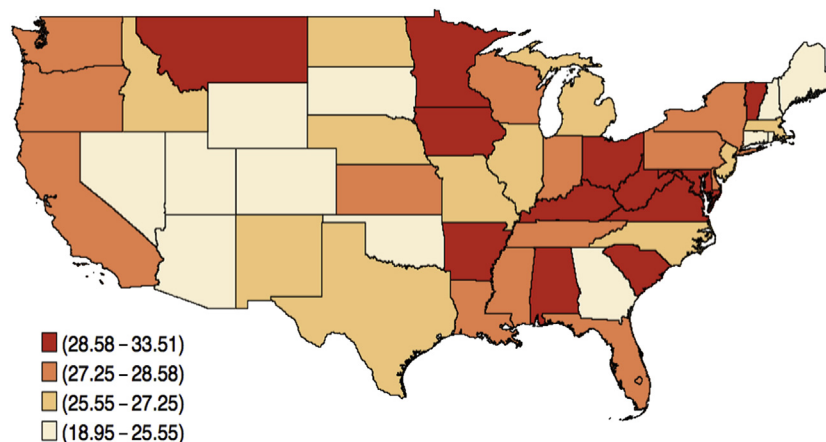 (28.58 – 33.51)
(27.25 – 28.58)
(25.55 – 27.25)
(18.95 – 25.55)